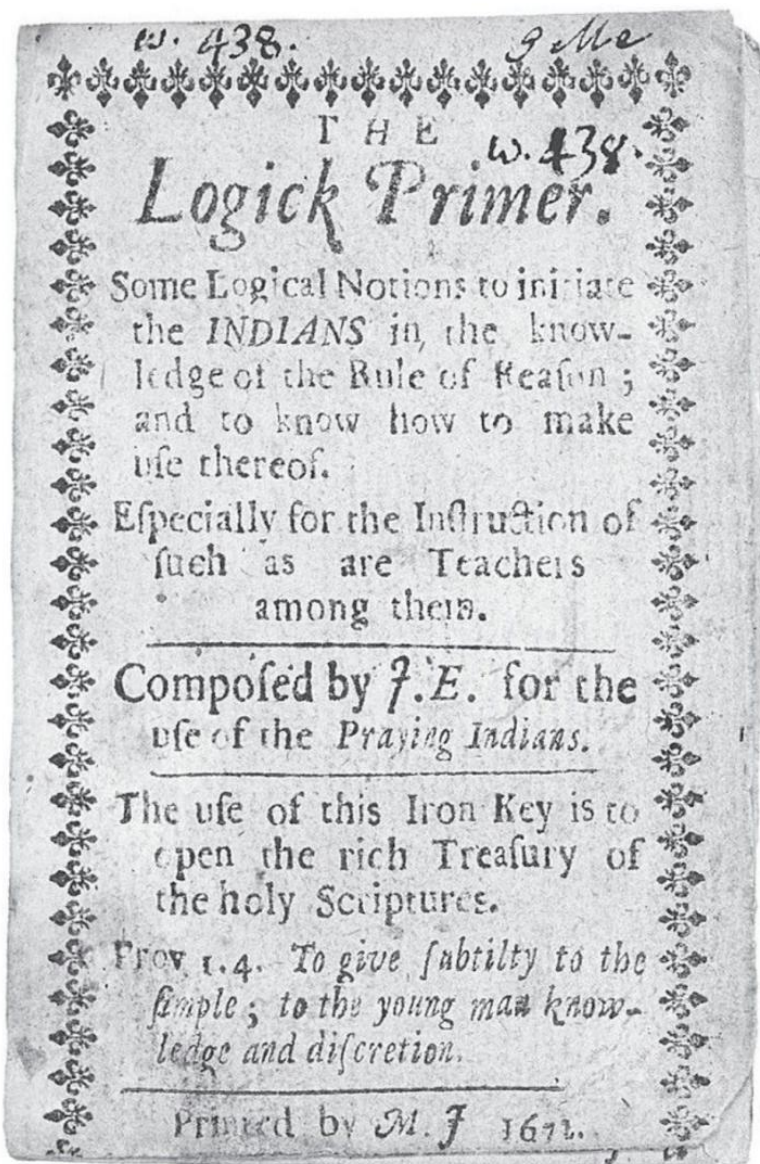 w. 438.
THE
w. 438.
Logick Primer.
Some Logical Notions to initiate
the INDIANS in the know-
ledge of the Rule of Reaſon ;
and to know how to make
uſe thereof.
Eſpecially for the Inſtruction of
ſuch as are Teachers
among them.
Compoſed by J. E. for the
uſe of the Praying Indians.
The uſe of this Iron Key is to
open the rich Treaſury of
the holy Scriptures.
Prov 1.4. To give ſubtilty to the
ſimple ; to the young man know-
ledge and diſcretion.
Printed by M. J 1672.